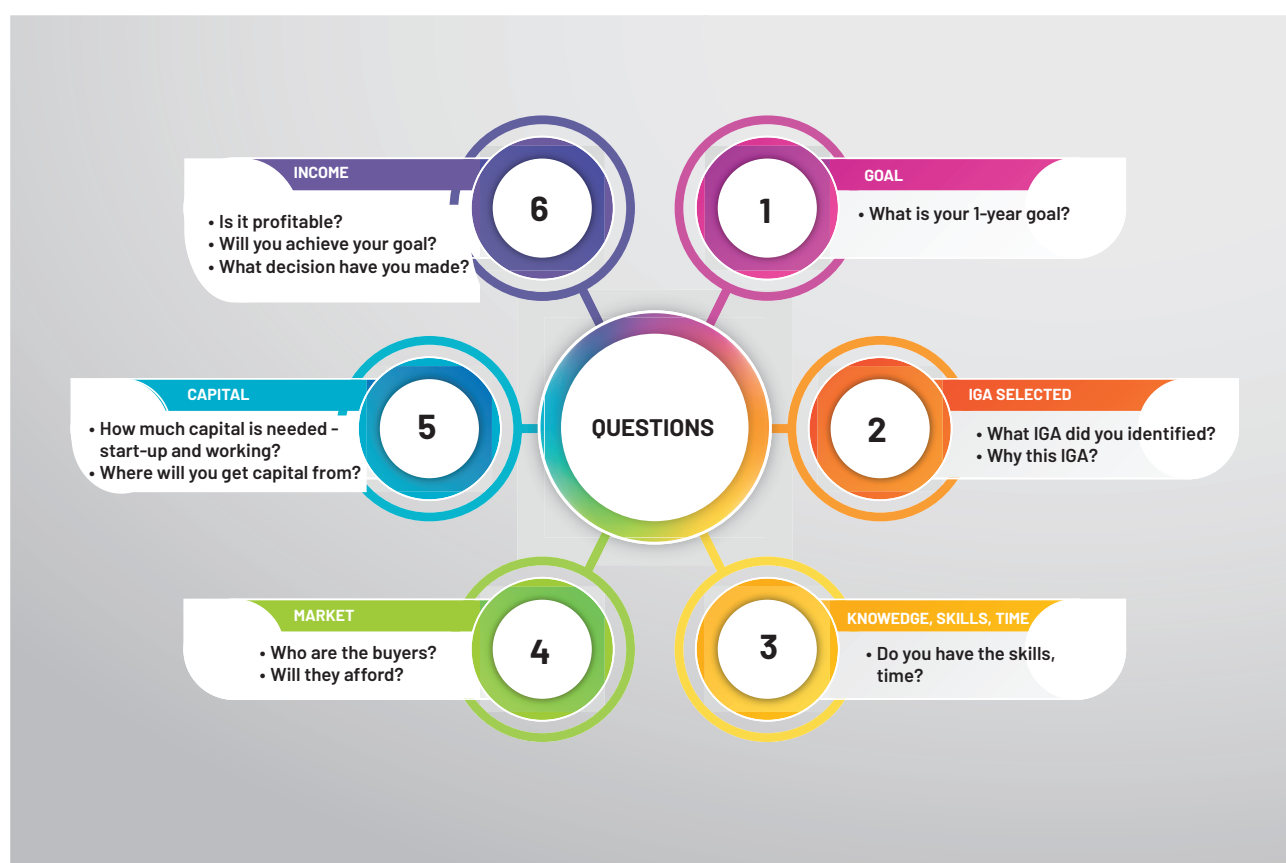 QUESTIONS
1
GOAL
• What is your 1-year goal?
2
IGA SELECTED
• What IGA did you identified?
• Why this IGA?
3
KNOWEDGE, SKILLS, TIME
• Do you have the skills,
time?
4
MARKET
• Who are the buyers?
• Will they afford?
5
CAPITAL
• How much capital is needed -
start-up and working?
• Where will you get capital from?
6
INCOME
• Is it profitable?
• Will you achieve your goal?
• What decision have you made?